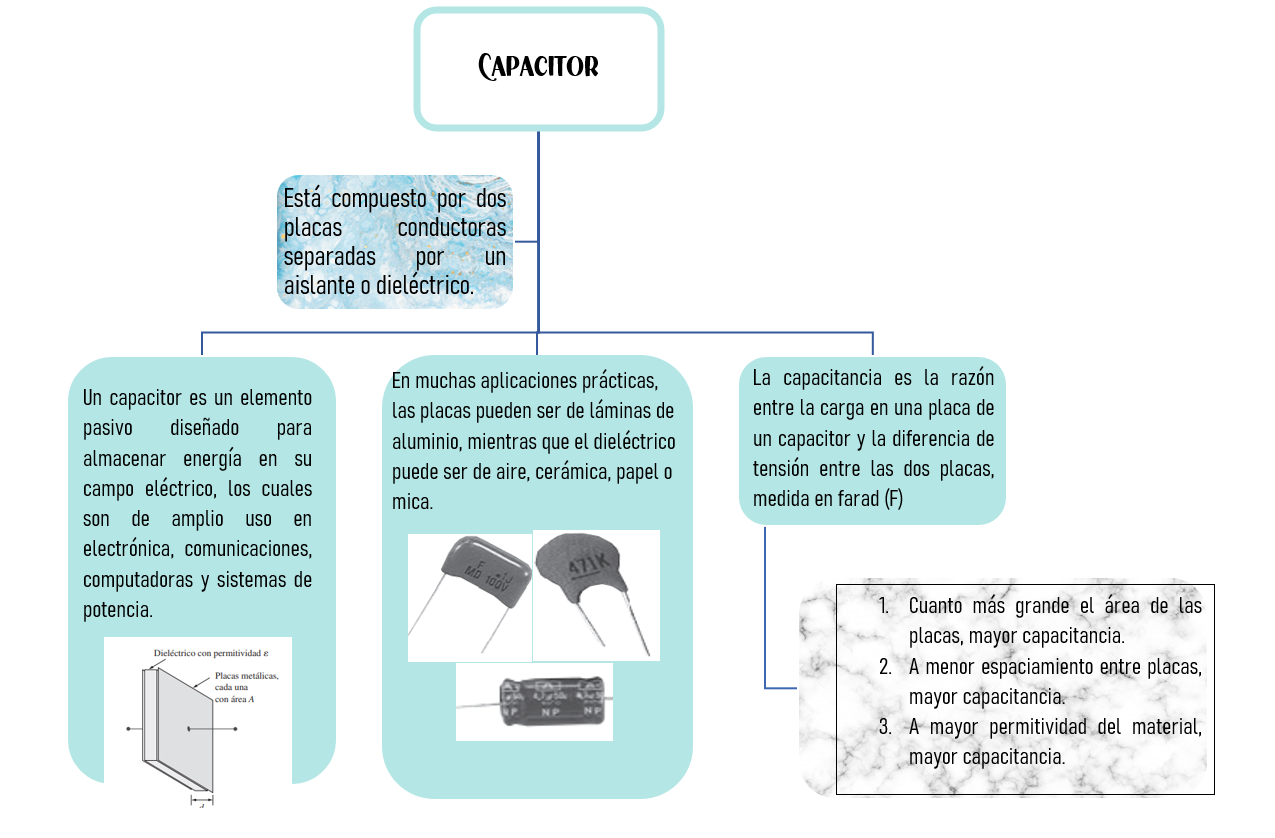 CAPACITOR
Está compuesto por dos
placas conductoras
separadas por un
aislante o dieléctrico.
Un capacitor es un elemento
pasivo diseñado para
almacenar energía en su
campo eléctrico, los cuales
son de amplio uso en
electrónica, comunicaciones,
computadoras y sistemas de
potencia.
Dieléctrico con permitividad ε
Placas metálicas,
cada una
con área A
d
En muchas aplicaciones prácticas,
las placas pueden ser de láminas de
aluminio, mientras que el dieléctrico
puede ser de aire, cerámica, papel o
mica.
F .1J
MD 100V
471K
NP NP NP
La capacitancia es la razón
entre la carga en una placa de
un capacitor y la diferencia de
tensión entre las dos placas,
medida en farad (F)
1. Cuanto más grande el área de las
placas, mayor capacitancia.
2. A menor espaciamiento entre placas,
mayor capacitancia.
3. A mayor permitividad del material,
mayor capacitancia.